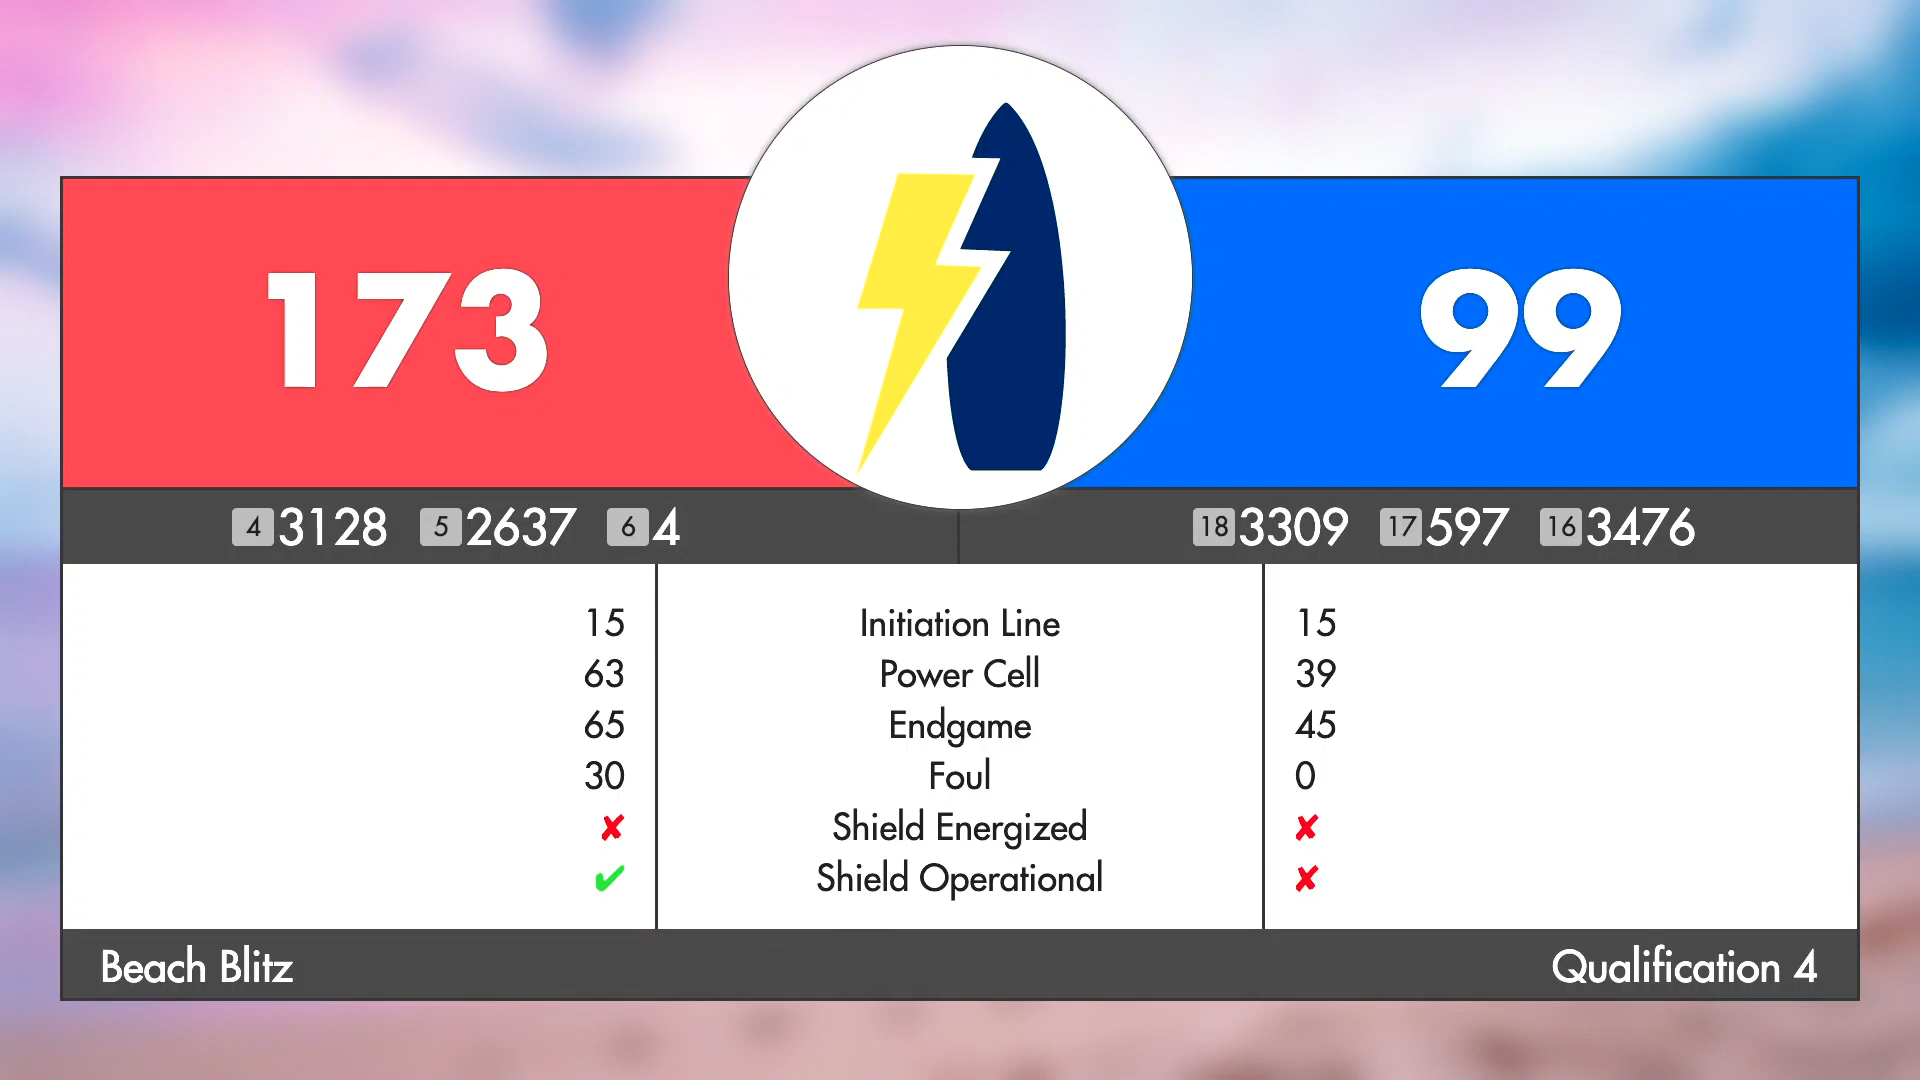 173 99
4 3128 5 2637 6 4 18 3309 17 597 16 3476
15 Initiation Line 15
63 Power Cell 39
65 Endgame 45
30 Foul 0
✘ Shield Energized ✘
✔ Shield Operational ✘
Beach Blitz Qualification 4